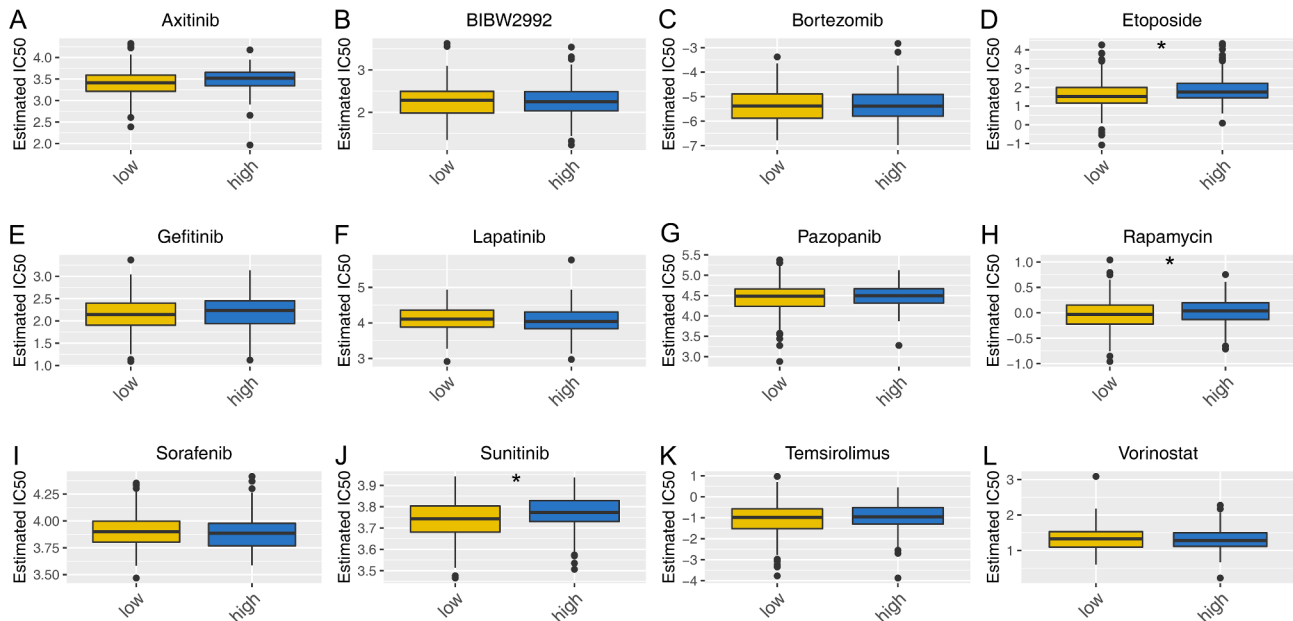 A Axitinib
Estimated IC50
4.0
3.5
3.0
2.5
2.0
low high
B BIBW2992
Estimated IC50
3
2
low high
C Bortezomib
Estimated IC50
−3
−4
−5
−6
−7
low high
D Etoposide
Estimated IC50
*
4
3
2
1
0
−1
low high
E Gefitinib
Estimated IC50
3.0
2.5
2.0
1.5
1.0
low high
F Lapatinib
Estimated IC50
5
4
3
low high
G Pazopanib
Estimated IC50
5.5
5.0
4.5
4.0
3.5
3.0
low high
H Rapamycin
Estimated IC50
*
1.0
0.5
0.0
−0.5
−1.0
low high
I Sorafenib
Estimated IC50
4.25
4.00
3.75
3.50
low high
J Sunitinib
Estimated IC50
*
3.9
3.8
3.7
3.6
3.5
low high
K Temsirolimus
Estimated IC50
1
0
−1
−2
−3
−4
low high
L Vorinostat
Estimated IC50
3
2
1
low high